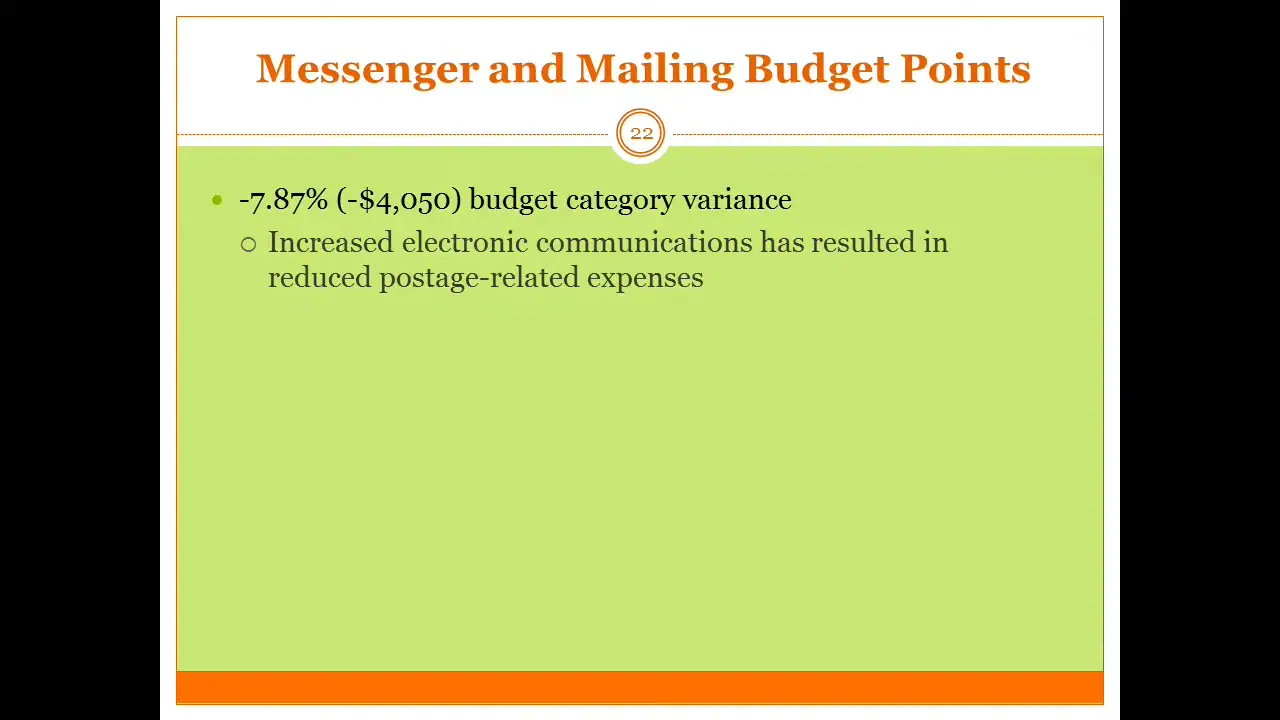 Messenger and Mailing Budget Points
22
-7.87% (-$4,050) budget category variance
Increased electronic communications has resulted in
reduced postage-related expenses